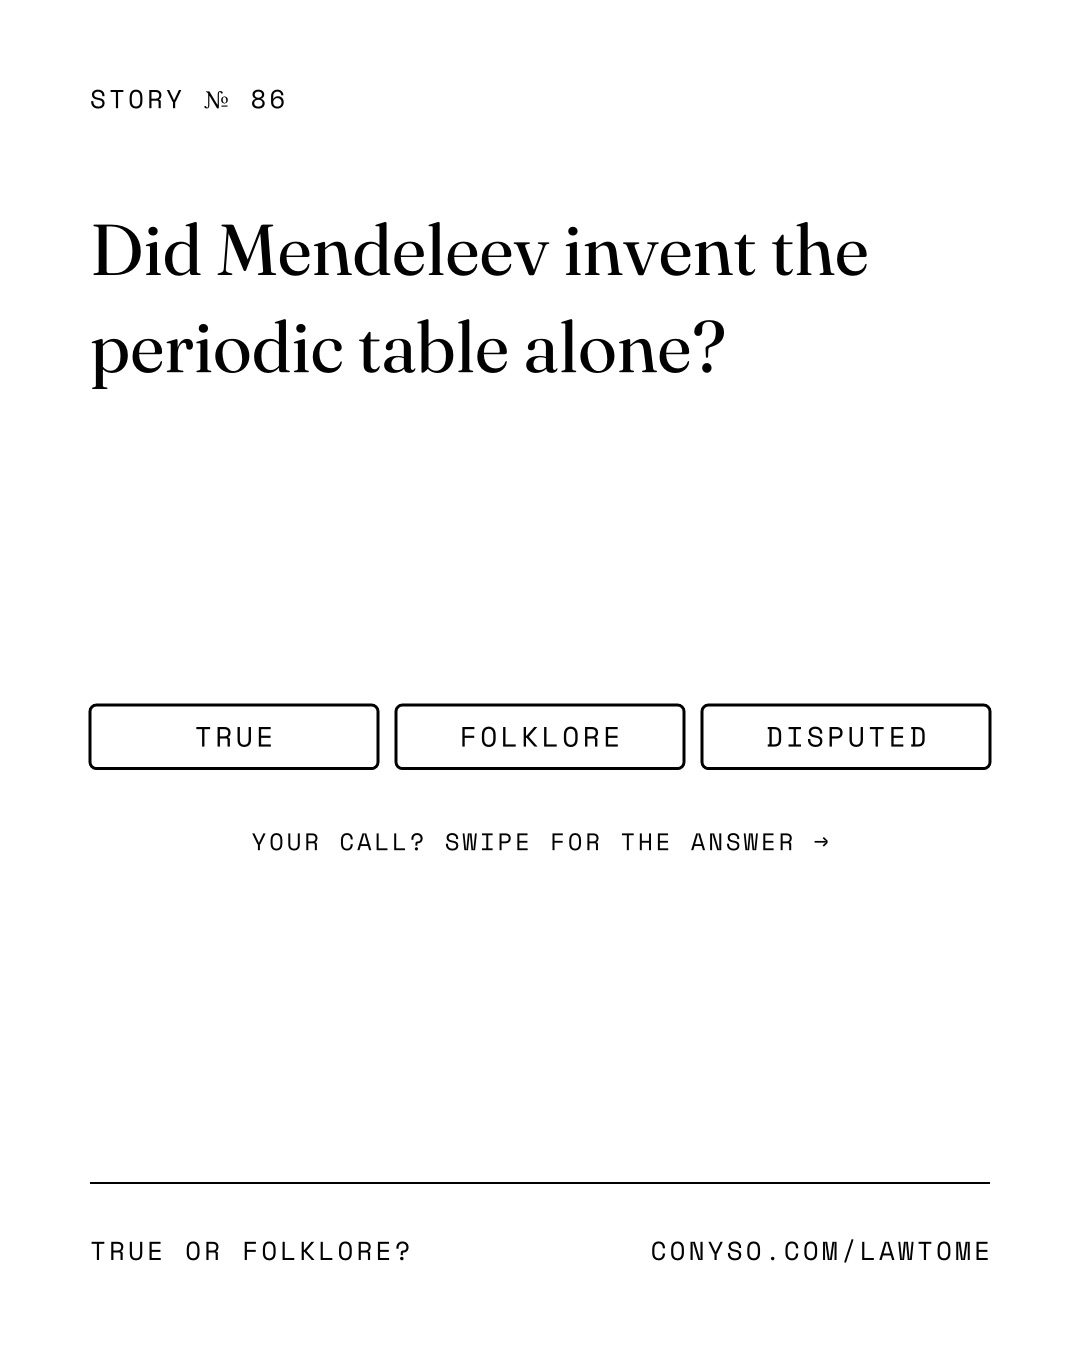 STORY № 86
Did Mendeleev invent the
periodic table alone?
TRUE
FOLKLORE
DISPUTED
YOUR CALL? SWIPE FOR THE ANSWER →
TRUE OR FOLKLORE?
CONYSO.COM/LAWTOME